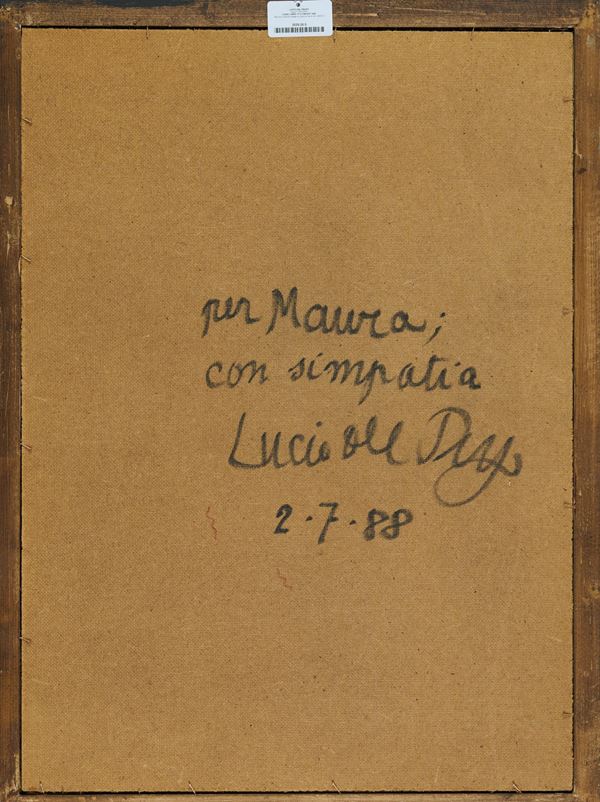 per Maura;
con simpatia
Lucio del Pezzo
2.7.88